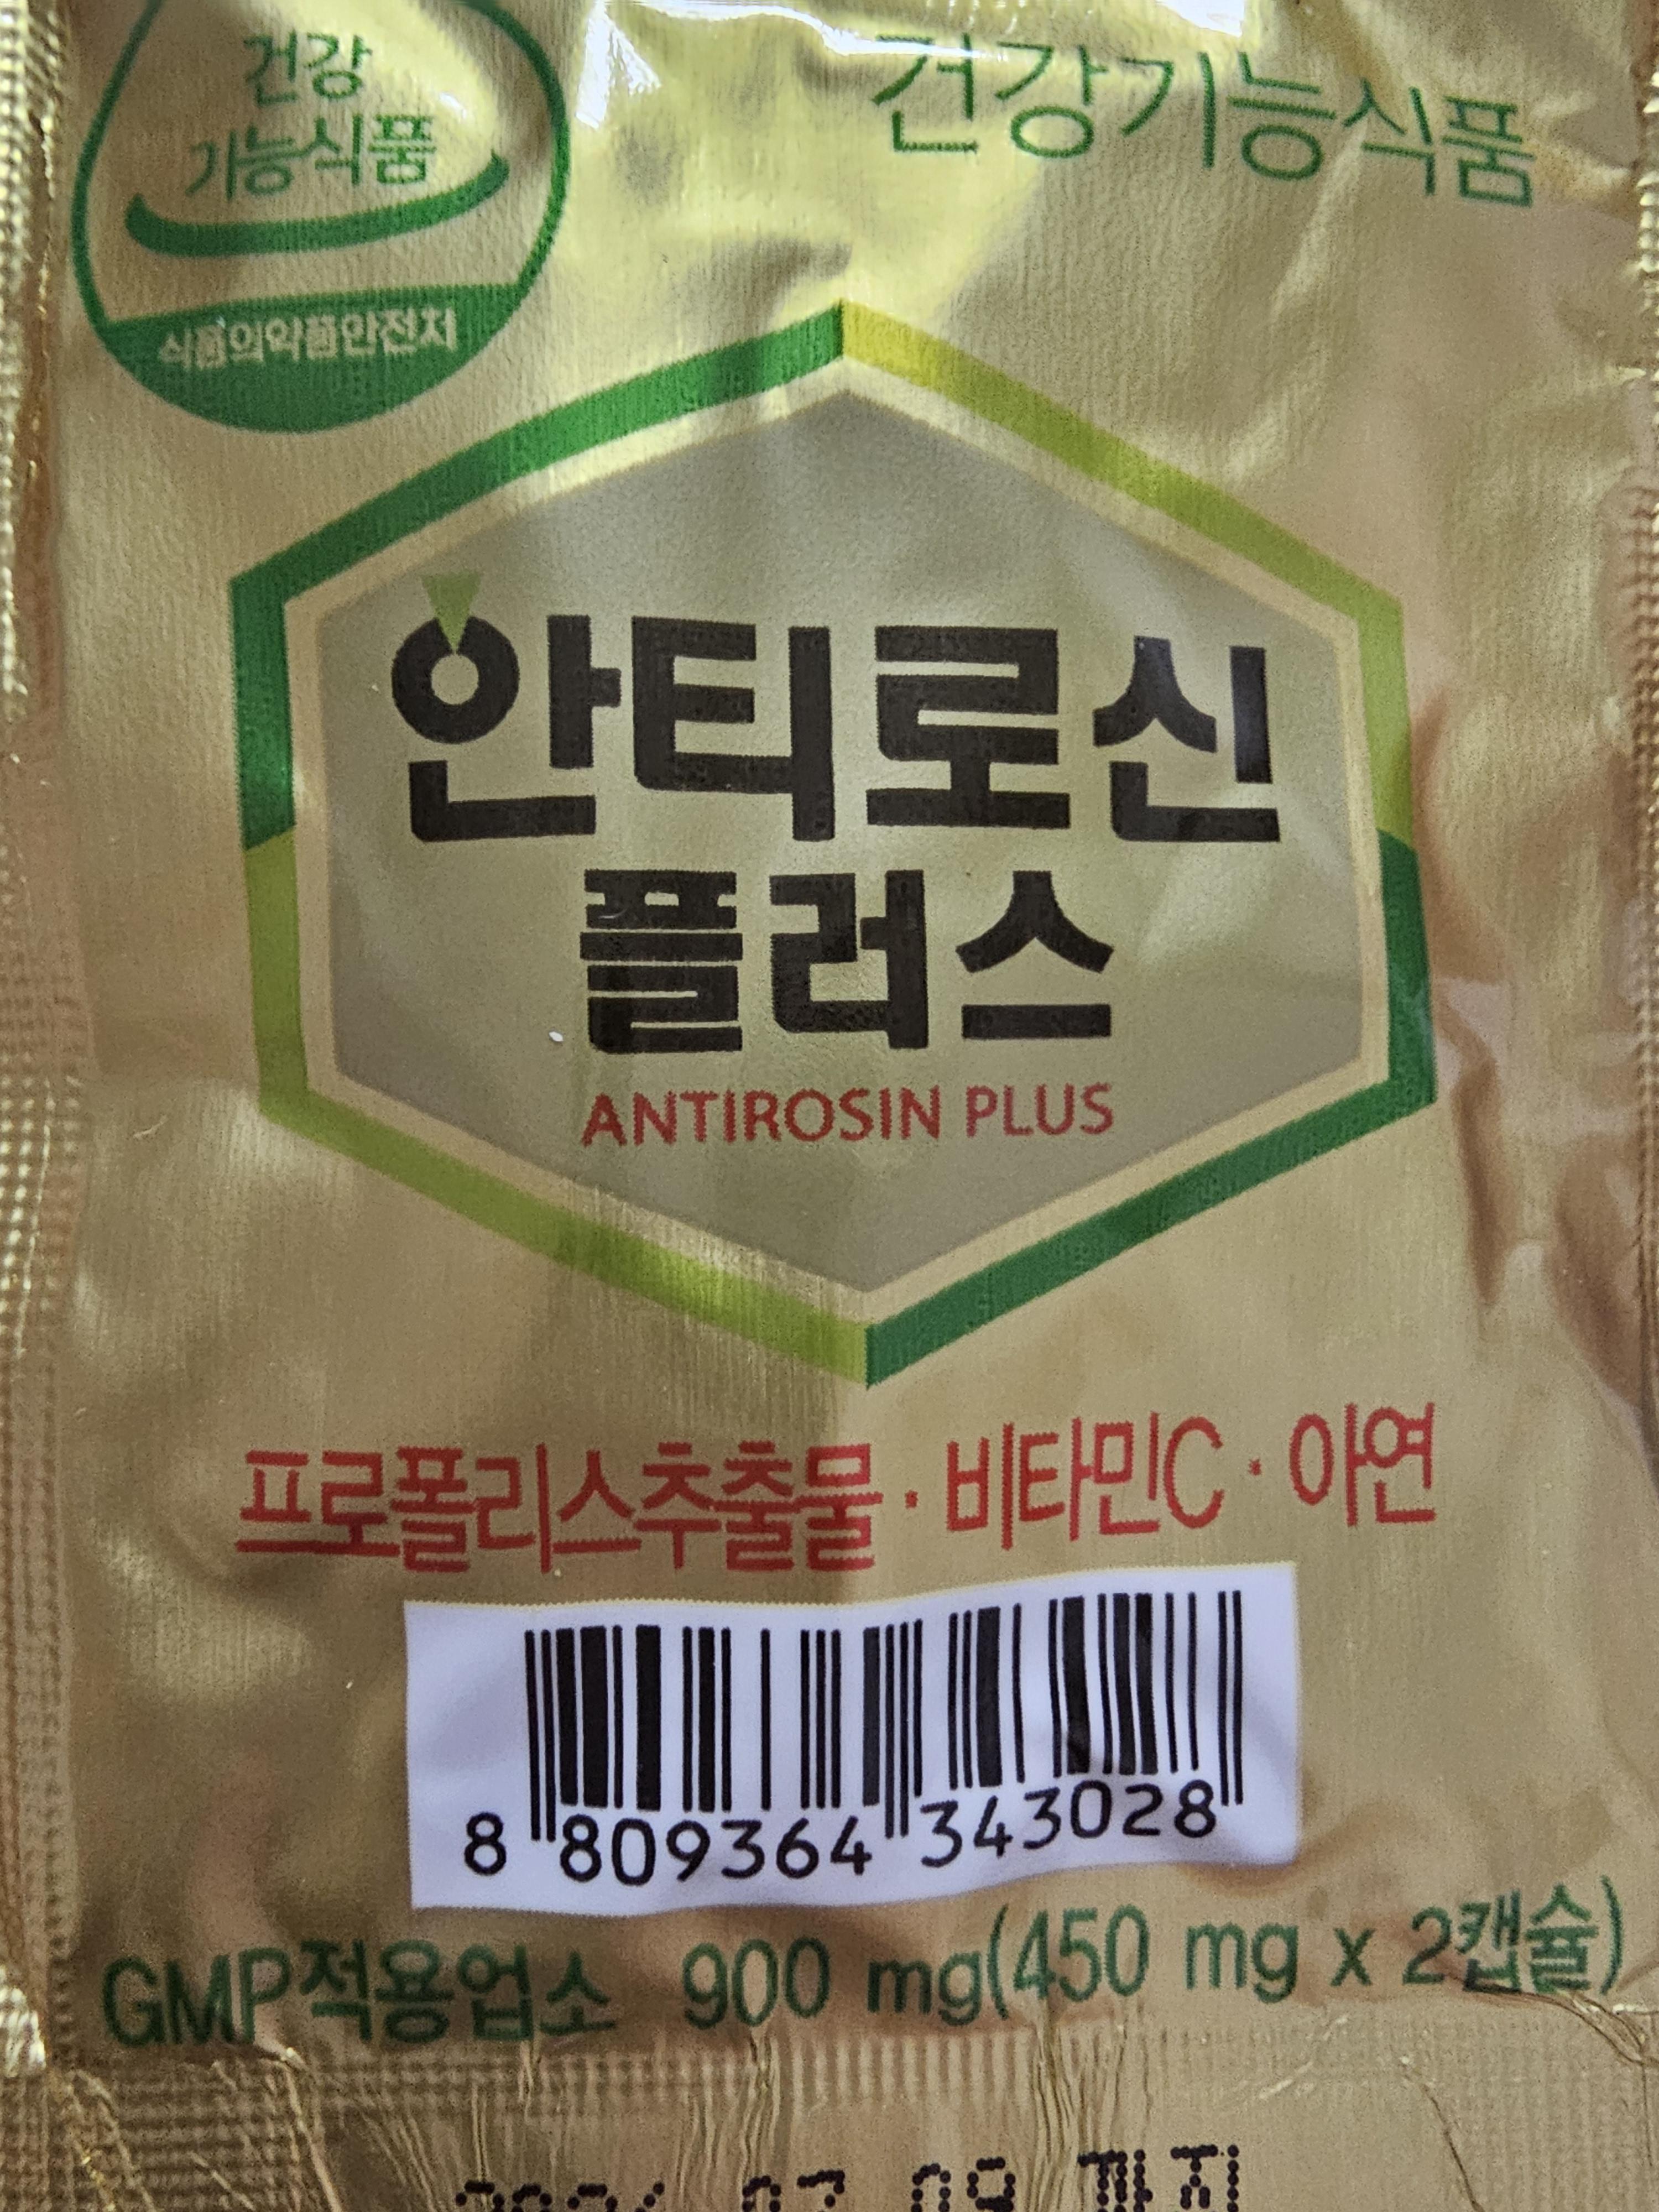 건강
기능식품
식품의약품안전처
건강기능식품
안티로신
플러스
ANTIROSIN PLUS
프로폴리스추출물 · 비타민C · 아연
8 809364 343028
GMP적용업소 900 mg(450 mg x 2캡슐)
까지